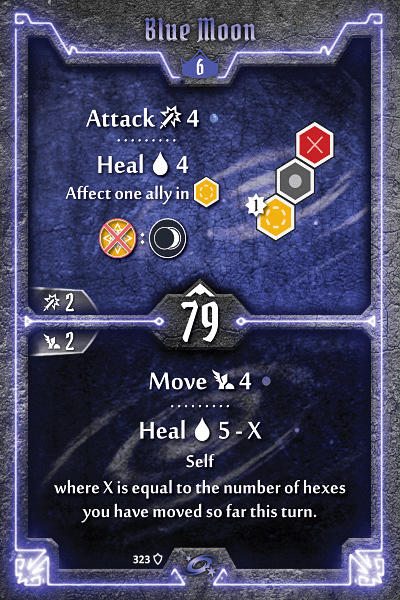 Blue Moon
6
Attack 4
Heal 4
Affect one ally in
:
1
2
79
2
Move 4
Heal 5 - X
Self
where X is equal to the number of hexes
you have moved so far this turn.
323